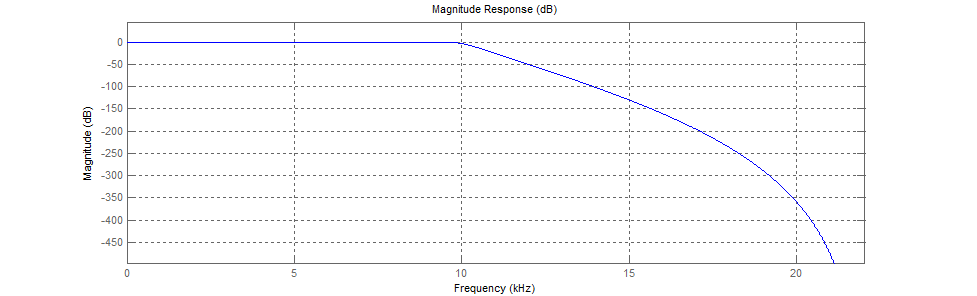 Magnitude Response (dB)
0
-50
-100
-150
-200
-250
-300
-350
-400
-450
Magnitude (dB)
0 5 10 15 20
Frequency (kHz)